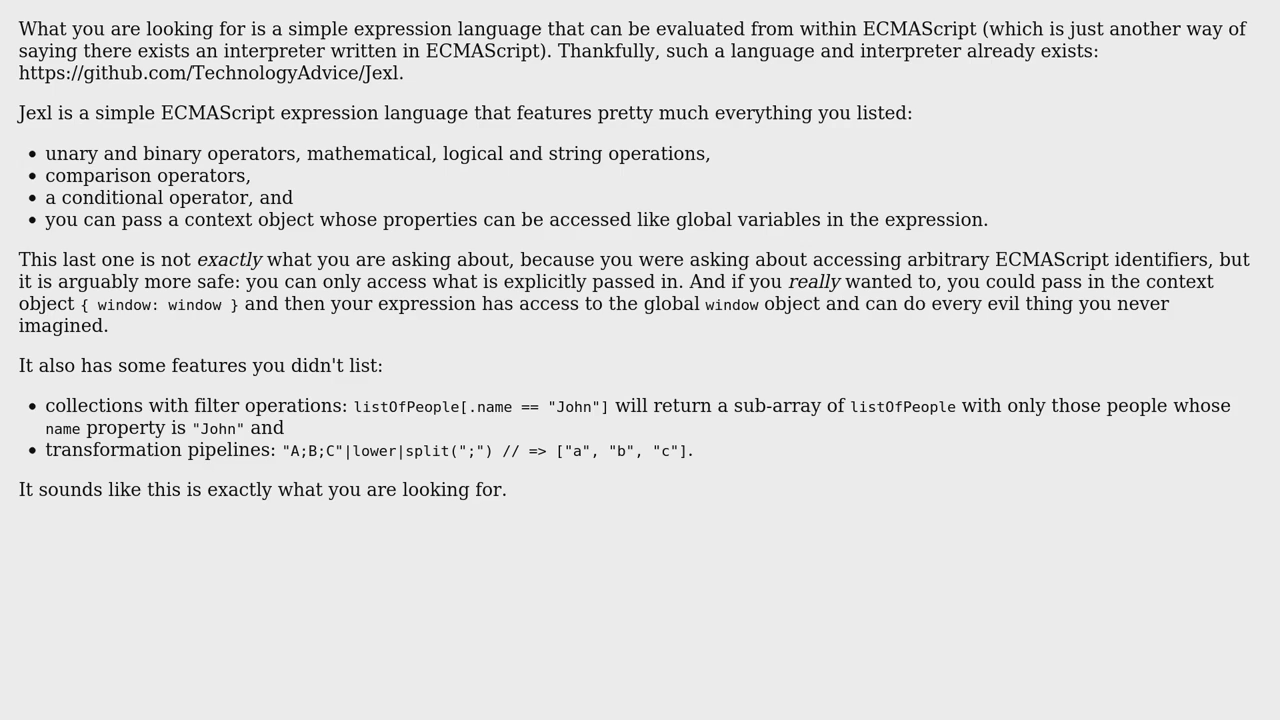 What you are looking for is a simple expression language that can be evaluated from within ECMAScript (which is just another way of
saying there exists an interpreter written in ECMAScript). Thankfully, such a language and interpreter already exists:
https://github.com/TechnologyAdvice/Jexl.
Jexl is a simple ECMAScript expression language that features pretty much everything you listed:
• unary and binary operators, mathematical, logical and string operations,
• comparison operators,
• a conditional operator, and
• you can pass a context object whose properties can be accessed like global variables in the expression.
This last one is not exactly what you are asking about, because you were asking about accessing arbitrary ECMAScript identifiers, but
it is arguably more safe: you can only access what is explicitly passed in. And if you really wanted to, you could pass in the context
object { window: window } and then your expression has access to the global window object and can do every evil thing you never
imagined.
It also has some features you didn't list:
• collections with filter operations: listOfPeople[.name == "John"] will return a sub-array of listOfPeople with only those people whose
name property is "John" and
• transformation pipelines: "A;B;C"|lower|split(";") // => ["a", "b", "c"].
It sounds like this is exactly what you are looking for.